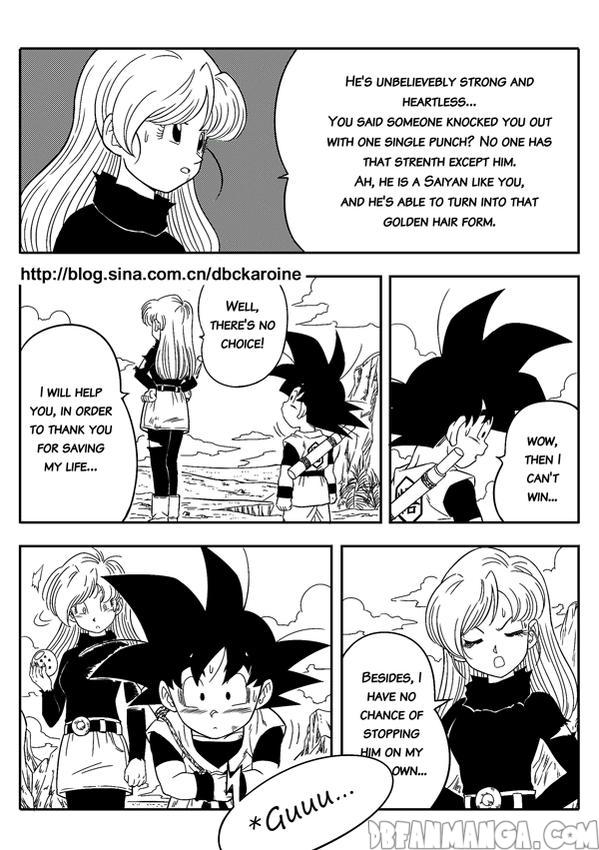 HE'S UNBELIEVEBLY STRONG AND
HEARTLESS...
YOU SAID SOMEONE KNOCKED YOU OUT
WITH ONE SINGLE PUNCH? NO ONE HAS
THAT STRENTH EXCEPT HIM.
AH, HE IS A SAIYAN LIKE YOU,
AND HE'S ABLE TO TURN INTO THAT
GOLDEN HAIR FORM.
http://blog.sina.com.cn/dbckaroine
WELL,
THERE'S NO
CHOICE!
I WILL HELP
YOU, IN ORDER
TO THANK YOU
FOR SAVING
MY LIFE...
WOW,
THEN I
CAN'T
WIN...
*GUUU...
BESIDES, I
HAVE NO
CHANCE OF
STOPPING
HIM ON MY
OWN...
DBFANMANGA.COM